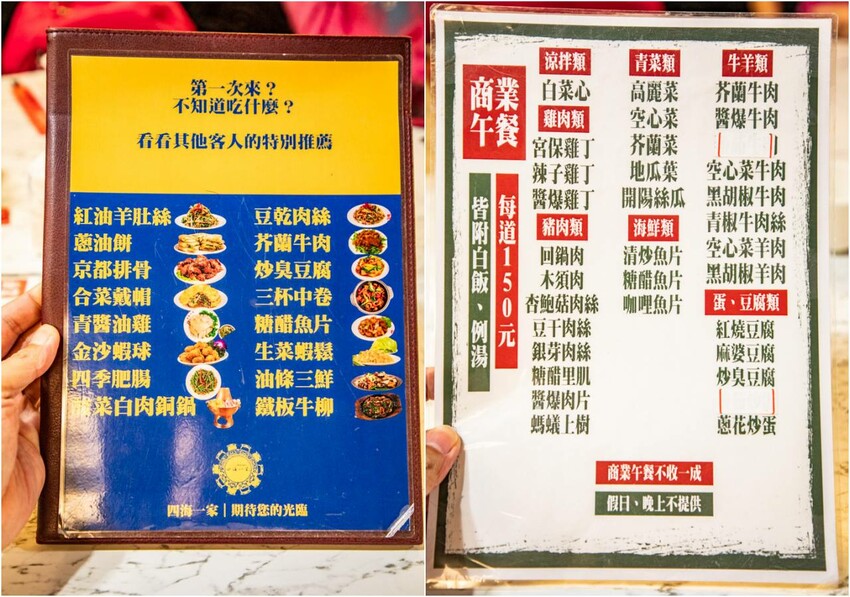 第一次來？
不知道吃什麼？
看看其他客人的特別推薦
紅油羊肚絲
蔥油餅
京都排骨
合菜戴帽
青醬油雞
金沙蝦球
四季肥腸
菜白肉銅鍋
豆乾肉絲
芥蘭牛肉
炒臭豆腐
三杯中卷
糖醋魚片
生菜蝦鬆
油條三鮮
鐵板牛柳
四海一家|期待您的光臨
商業午餐
每道150元
皆附白飯、例湯
涼拌類
白菜心
雞肉類
宮保雞丁
辣子雞丁
醬爆雞丁
豬肉類
回鍋肉
木須肉
杏鮑菇肉絲
豆干肉絲
銀芽肉絲
糖醋里肌
醬爆肉片
螞蟻上樹
青菜類
高麗菜
空心菜
芥蘭菜
地瓜葉
開陽絲瓜
海鮮類
清炒魚片
糖醋魚片
咖哩魚片
牛羊類
芥蘭牛肉
醬爆牛肉
空心菜牛肉
黑胡椒牛肉
青椒牛肉絲
空心菜羊肉
黑胡椒羊肉
蛋、豆腐類
紅燒豆腐
麻婆豆腐
炒臭豆腐
蔥花炒蛋
商業午餐不收一成
假日、晚上不提供